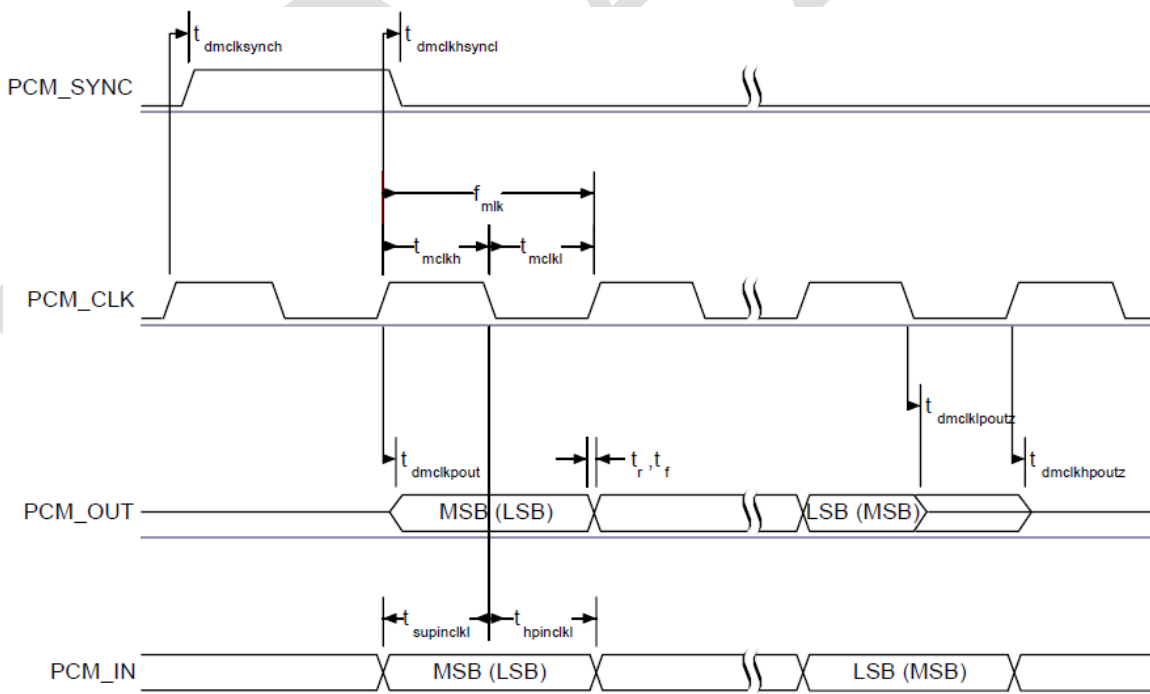 t dmclksynch
t dmclkhsyncl
PCM_SYNC
f mlk
t mclkh
t mclkl
PCM_CLK
t dmclklpoutz
t dmclkpout
t r ,t f
t dmclkhpoutz
PCM_OUT
MSB (LSB)
LSB (MSB)
t supinclkl
t hpinclkl
PCM_IN
MSB (LSB)
LSB (MSB)